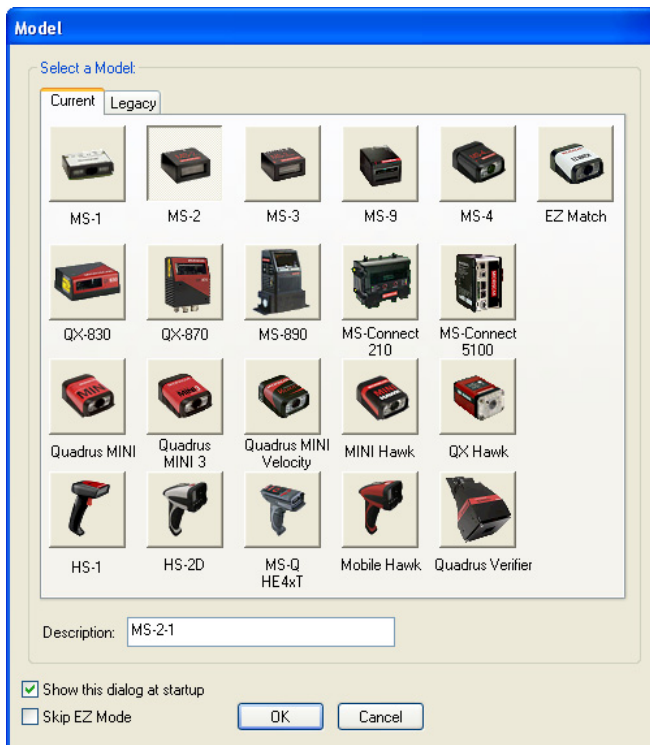 Model
Select a Model:
Current Legacy
MS-1 MS-2 MS-3 MS-9 MS-4 EZ Match
QX-830 QX-870 MS-890 MS-Connect 210 MS-Connect 5100
Quadrus MINI Quadrus MINI 3 Quadrus MINI Velocity MINI Hawk QX Hawk
HS-1 HS-2D MS-Q HE4xT Mobile Hawk Quadrus Verifier
Description: MS-2-1
Show this dialog at startup
Skip EZ Mode
OK Cancel